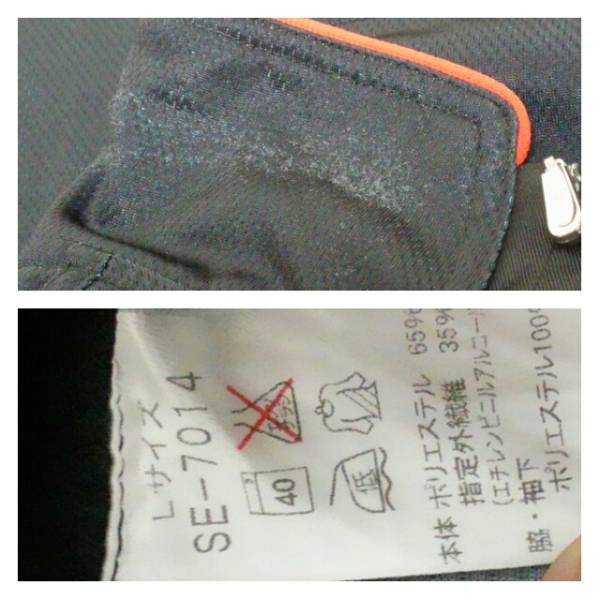 Lサイズ
SE-7014
40
低
本体 ポリエステル 65%
指定外繊維 35%
(エチレンビニルアルコー
脇・袖下
ポリエステル100%